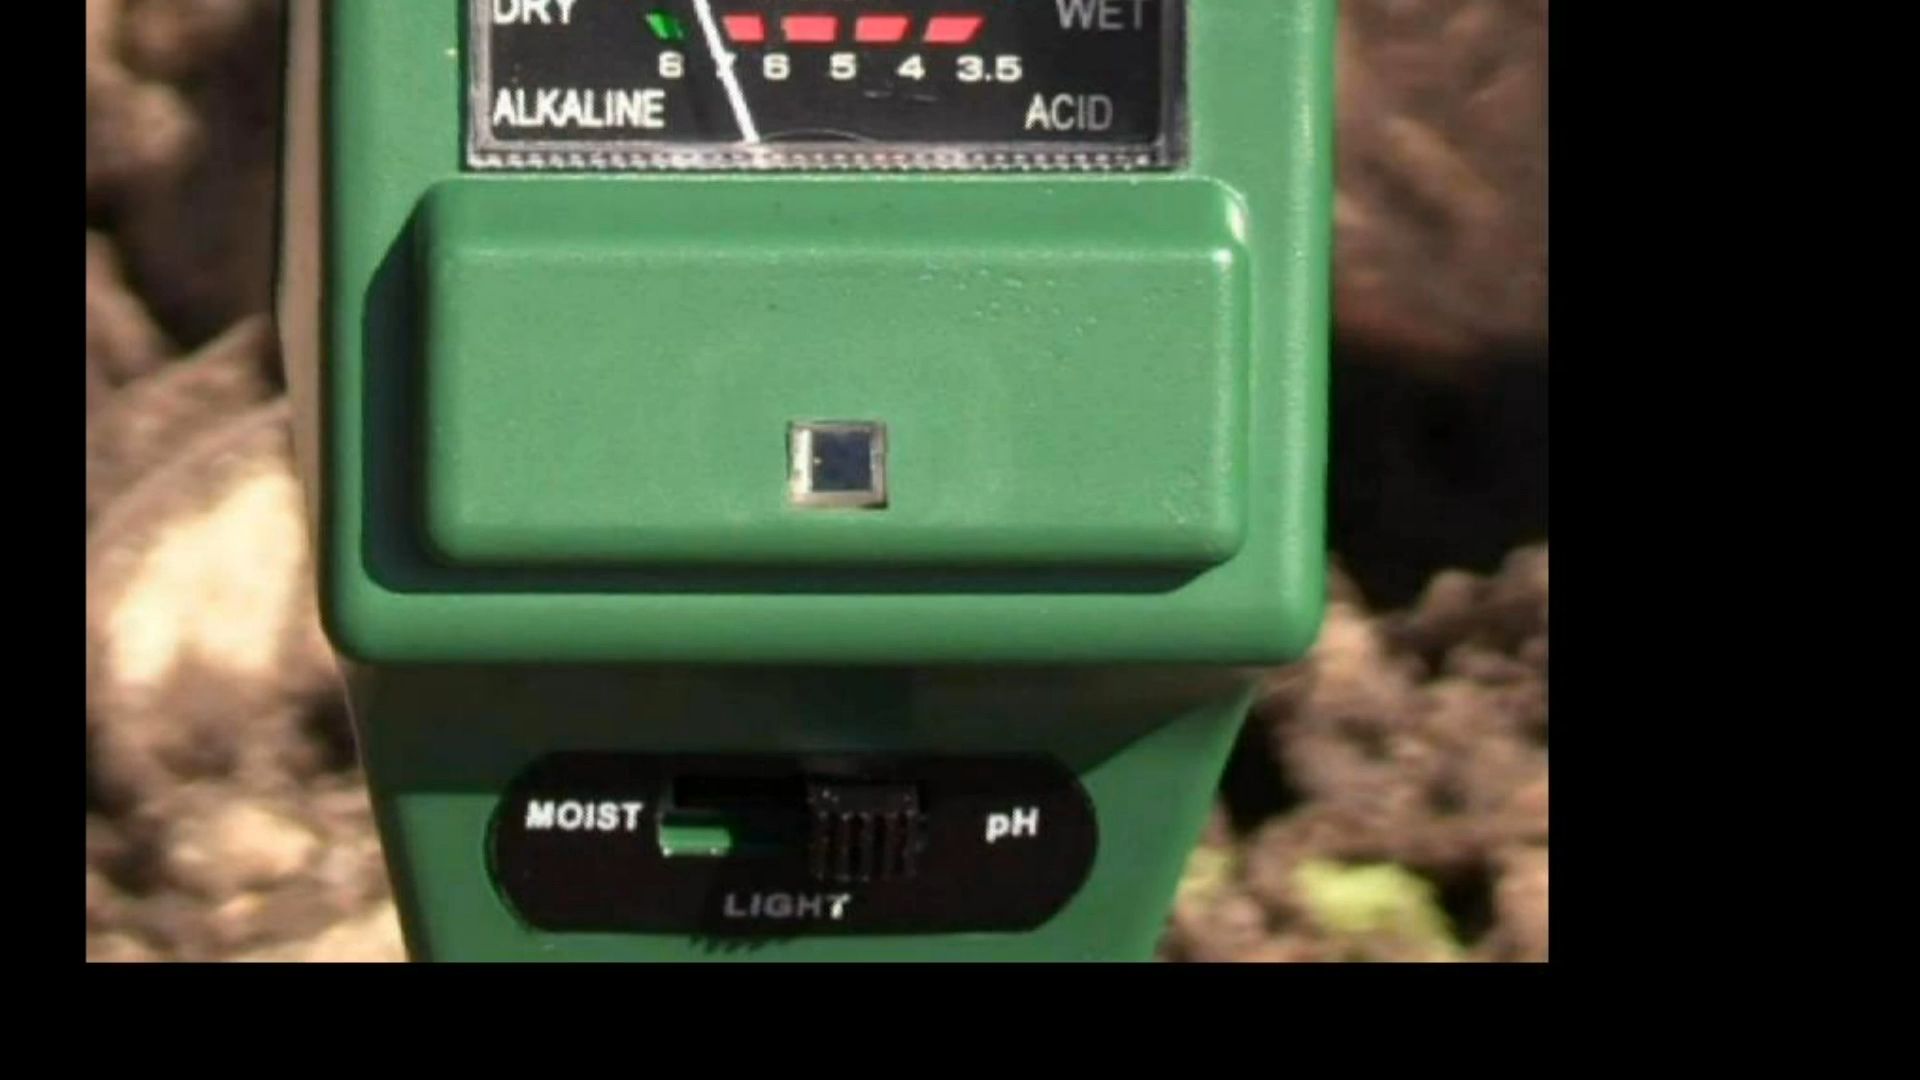 DRY WET
8 7 6 5 4 3.5
ALKALINE ACID
MOIST pH
LIGHT